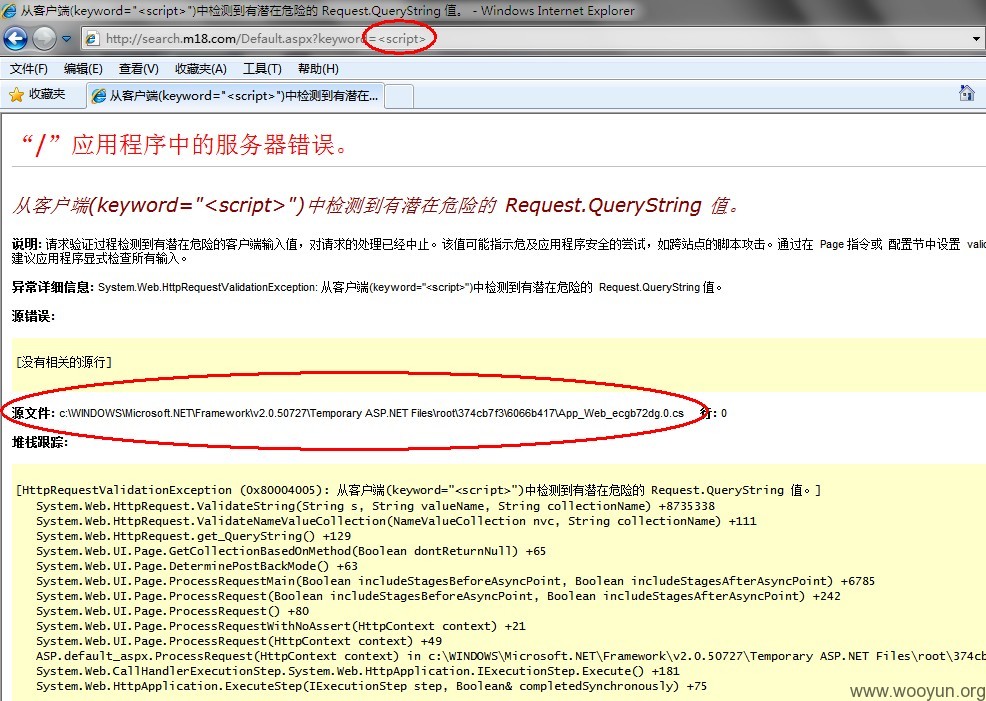 从客户端(keyword="<script>")中检测到有潜在危险的 Request.QueryString 值。 - Windows Internet Explorer
http://search.m18.com/Default.aspx?keyword=<script>
文件(F) 编辑(E) 查看(V) 收藏夹(A) 工具(T) 帮助(H)
收藏夹 从客户端(keyword="<script>")中检测到有潜在...
“/”应用程序中的服务器错误。
从客户端(keyword="<script>")中检测到有潜在危险的 Request.QueryString 值。
说明: 请求验证过程检测到有潜在危险的客户端输入值，对请求的处理已经中止。该值可能指示危及应用程序安全的尝试，如跨站点的脚本攻击。通过在 Page 指令或 配置节中设置 valid
建议应用程序显式检查所有输入。
异常详细信息: System.Web.HttpRequestValidationException: 从客户端(keyword="<script>")中检测到有潜在危险的 Request.QueryString 值。
源错误:
[没有相关的源行]
源文件: c:\WINDOWS\Microsoft.NET\Framework\v2.0.50727\Temporary ASP.NET Files\root\374cb7f3\6066b417\App_Web_ecgb72dg.0.cs 行: 0
堆栈跟踪:
[HttpRequestValidationException (0x80004005): 从客户端(keyword="<script>")中检测到有潜在危险的 Request.QueryString 值。]
System.Web.HttpRequest.ValidateString(String s, String valueName, String collectionName) +8735338
System.Web.HttpRequest.ValidateNameValueCollection(NameValueCollection nvc, String collectionName) +111
System.Web.HttpRequest.get_QueryString() +129
System.Web.UI.Page.GetCollectionBasedOnMethod(Boolean dontReturnNull) +65
System.Web.UI.Page.DeterminePostBackMode() +63
System.Web.UI.Page.ProcessRequestMain(Boolean includeStagesBeforeAsyncPoint, Boolean includeStagesAfterAsyncPoint) +6785
System.Web.UI.Page.ProcessRequest(Boolean includeStagesBeforeAsyncPoint, Boolean includeStagesAfterAsyncPoint) +242
System.Web.UI.Page.ProcessRequest() +80
System.Web.UI.Page.ProcessRequestWithNoAssert(HttpContext context) +21
System.Web.UI.Page.ProcessRequest(HttpContext context) +49
ASP.default_aspx.ProcessRequest(HttpContext context) in c:\WINDOWS\Microsoft.NET\Framework\v2.0.50727\Temporary ASP.NET Files\root\374cb
System.Web.CallHandlerExecutionStep.System.Web.HttpApplication.IExecutionStep.Execute() +181
System.Web.HttpApplication.ExecuteStep(IExecutionStep step, Boolean& completedSynchronously) +75
www.wooyun.org